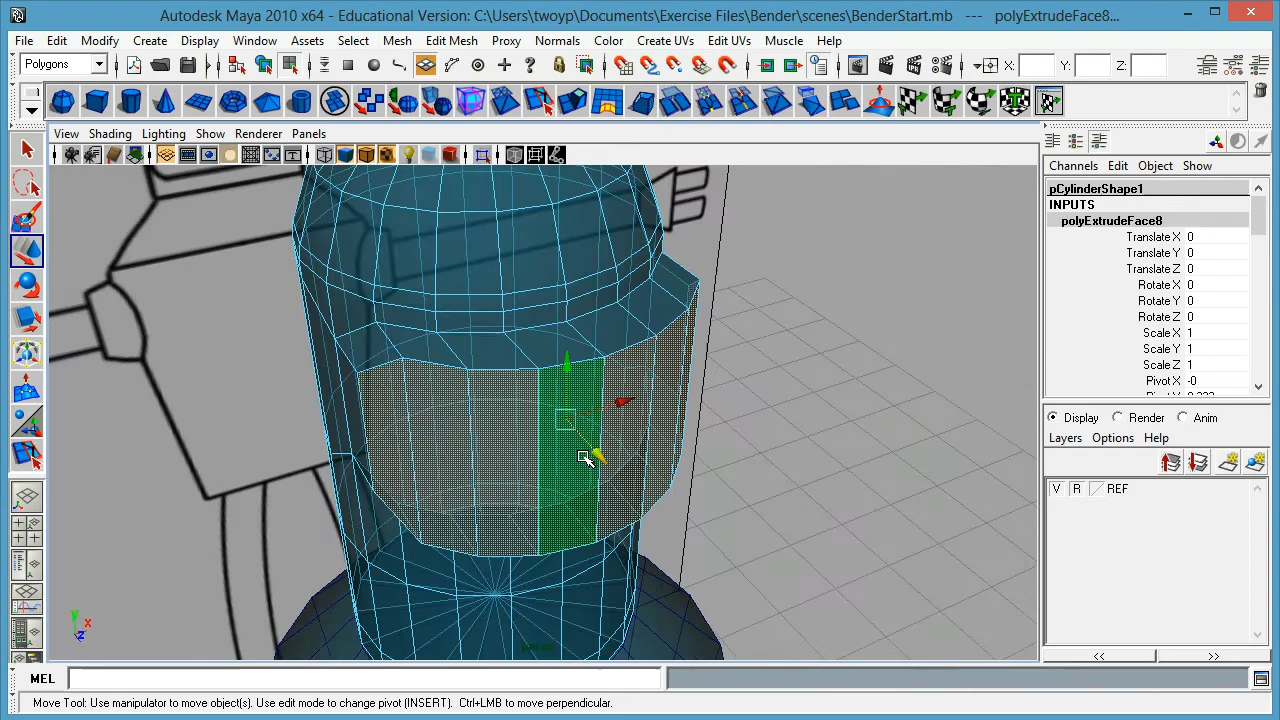 Autodesk Maya 2010 x64 - Educational Version: C:\Users\twoyp\Documents\Exercise Files\Bender\scenes\BenderStart.mb --- polyExtrudeFace8...
File Edit Modify Create Display Window Assets Select Mesh Edit Mesh Proxy Normals Color Create UVs Edit UVs Muscle Help
Polygons X: Y: Z:
View Shading Lighting Show Renderer Panels
Channels Edit Object Show
pCylinderShape1
INPUTS
polyExtrudeFace8
Translate X 0
Translate Y 0
Translate Z 0
Rotate X 0
Rotate Y 0
Rotate Z 0
Scale X 1
Scale Y 1
Scale Z 1
Pivot X -0
Display Render Anim
Layers Options Help
V R REF
y x z
persp
<< >>
MEL
Move Tool: Use manipulator to move object(s). Use edit mode to change pivot (INSERT). Ctrl+LMB to move perpendicular.